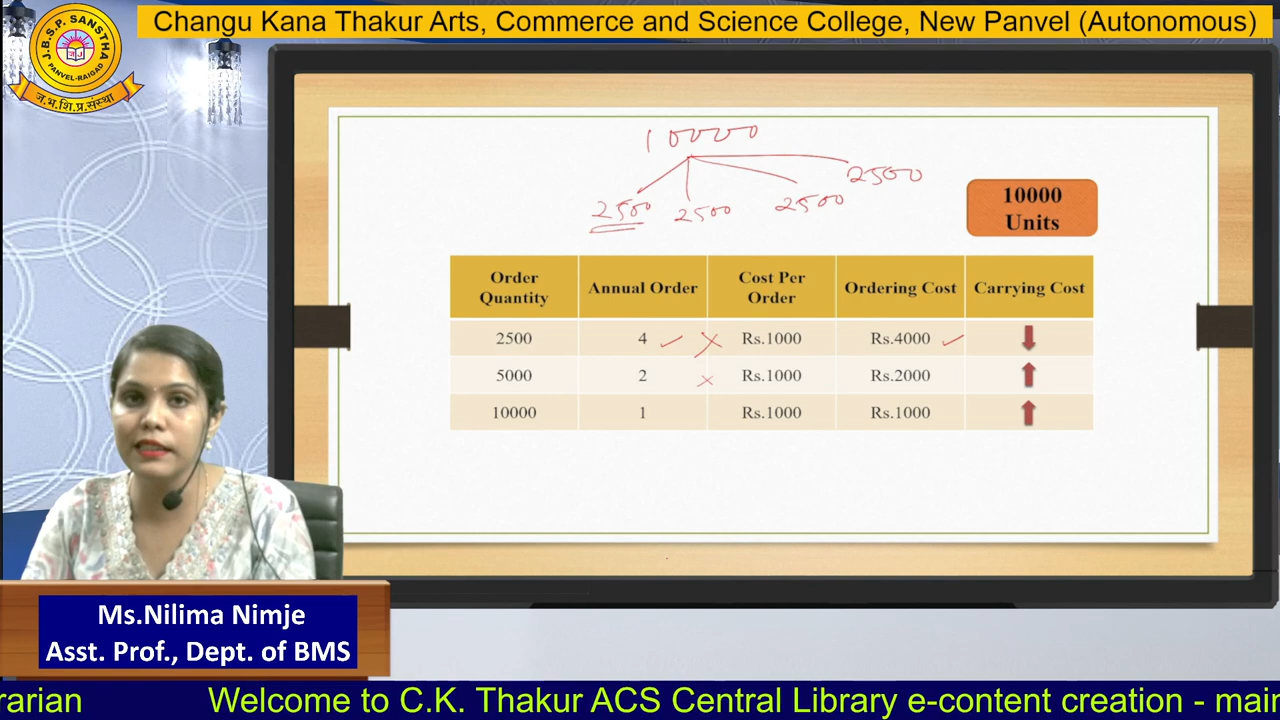 Changu Kana Thakur Arts, Commerce and Science College, New Panvel (Autonomous)
J.B.S.P. SANSTHA
PANVEL-RAIGAD
ज.भ.शि.प्र.संस्था
10000
2500 2500 2500 2500
10000
Units
Order Quantity Annual Order Cost Per Order Ordering Cost Carrying Cost
2500 4 Rs.1000 Rs.4000
5000 2 Rs.1000 Rs.2000
10000 1 Rs.1000 Rs.1000
Ms.Nilima Nimje
Asst. Prof., Dept. of BMS
rarian Welcome to C.K. Thakur ACS Central Library e-content creation - main